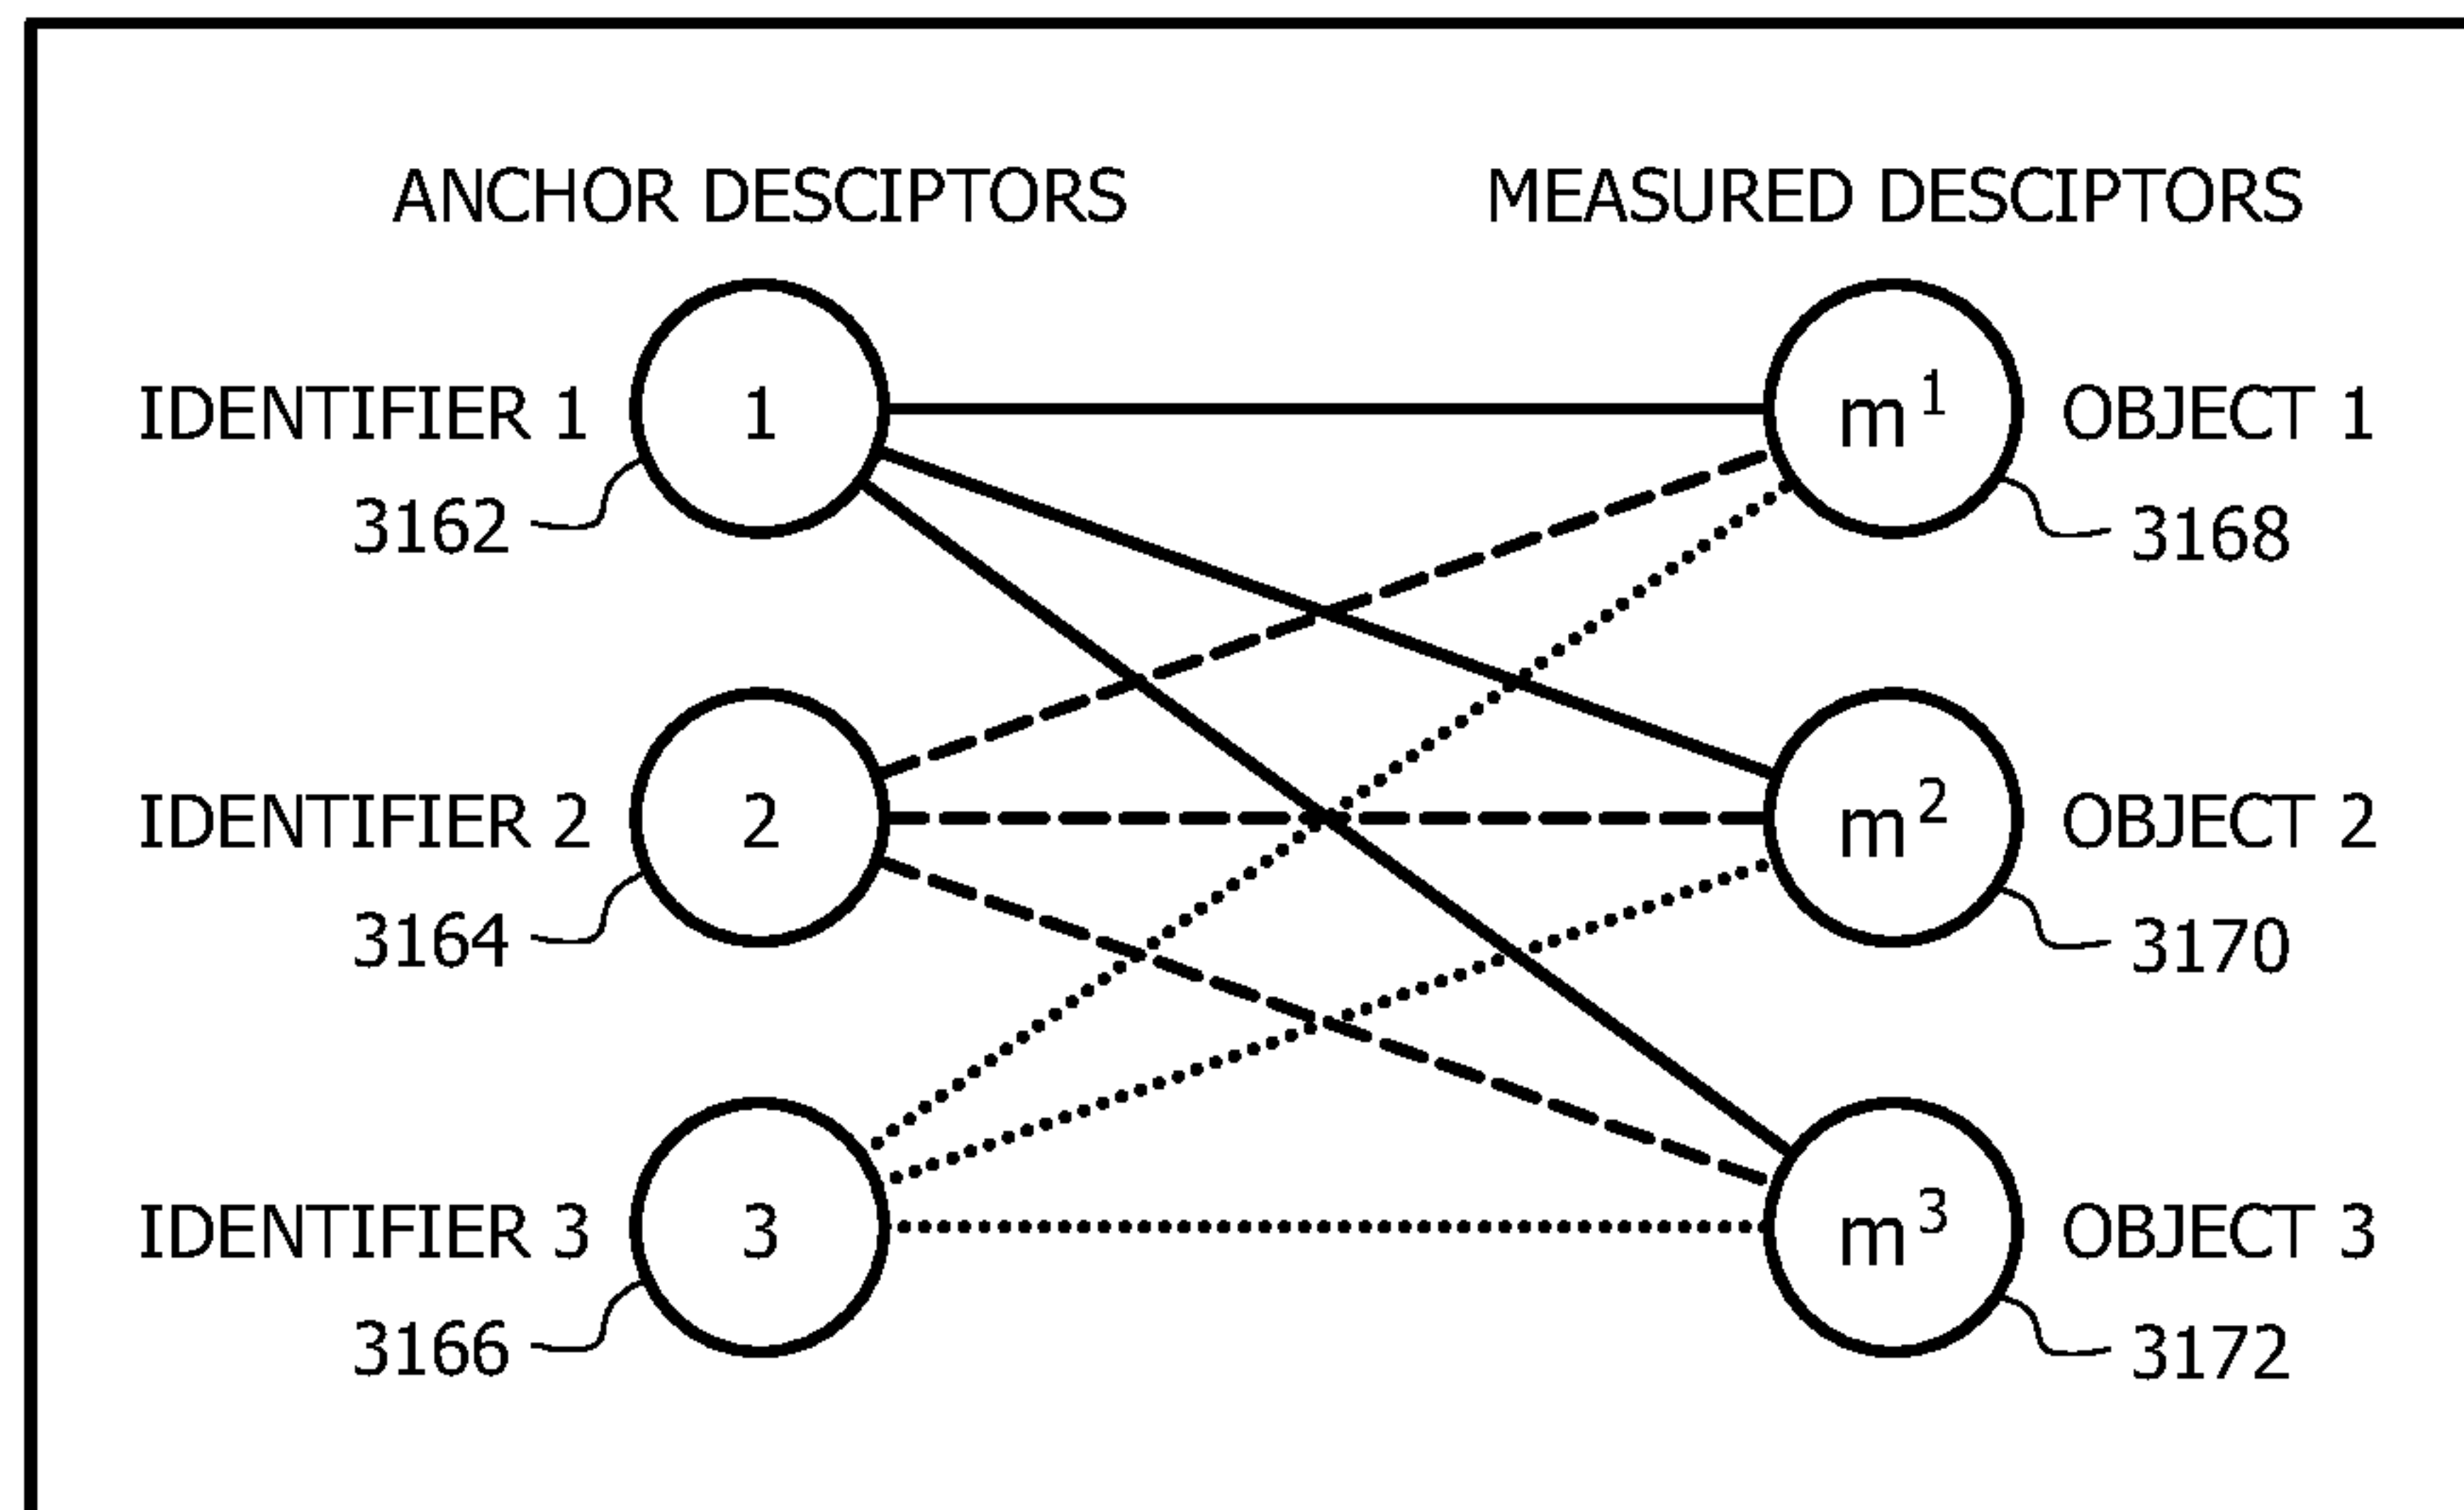 ANCHOR DESCIPTORS
MEASURED DESCIPTORS
IDENTIFIER 1
1
m¹
OBJECT 1
3162
3168
IDENTIFIER 2
2
m²
OBJECT 2
3164
3170
IDENTIFIER 3
3
m³
OBJECT 3
3166
3172